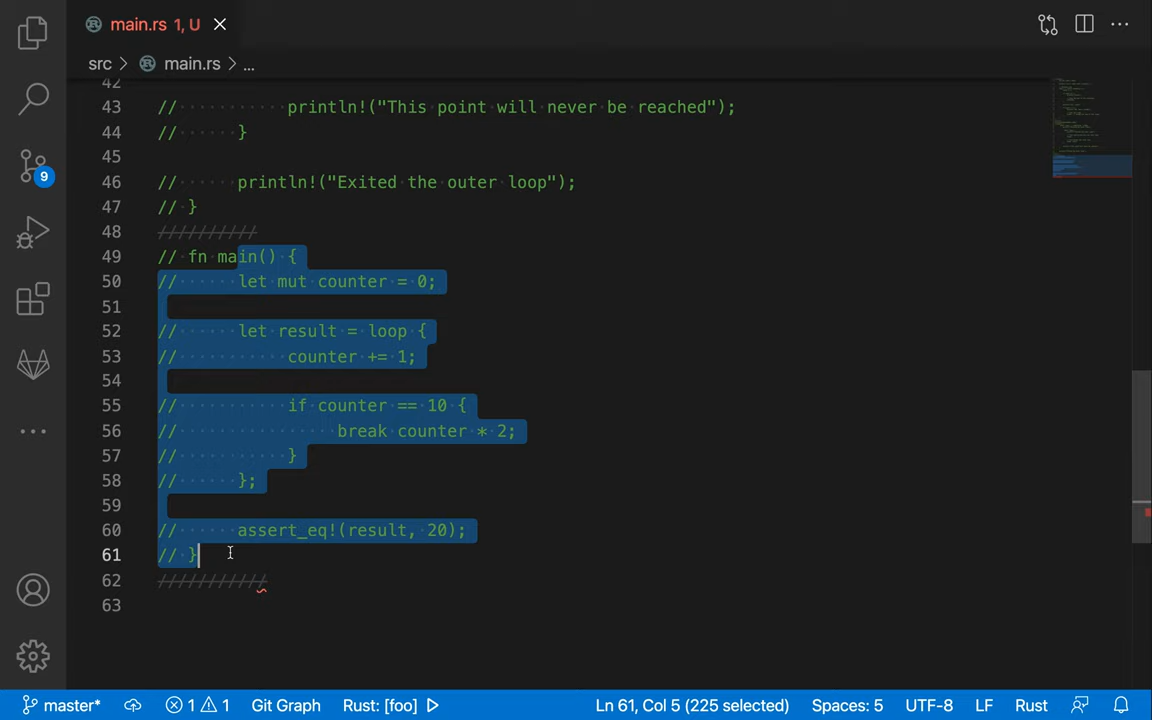 main.rs 1, U
src > main.rs > ...
42
43 // println!("This point will never be reached");
44 // }
45
46 // println!("Exited the outer loop");
47 // }
48 //////////
49 // fn main() {
50 // let mut counter = 0;
51
52 // let result = loop {
53 // counter += 1;
54
55 // if counter == 10 {
56 // break counter * 2;
57 // }
58 // };
59
60 // assert_eq!(result, 20);
61 // }
62 ///////////
63
9
master* 1 1 Git Graph Rust: [foo] Ln 61, Col 5 (225 selected) Spaces: 5 UTF-8 LF Rust